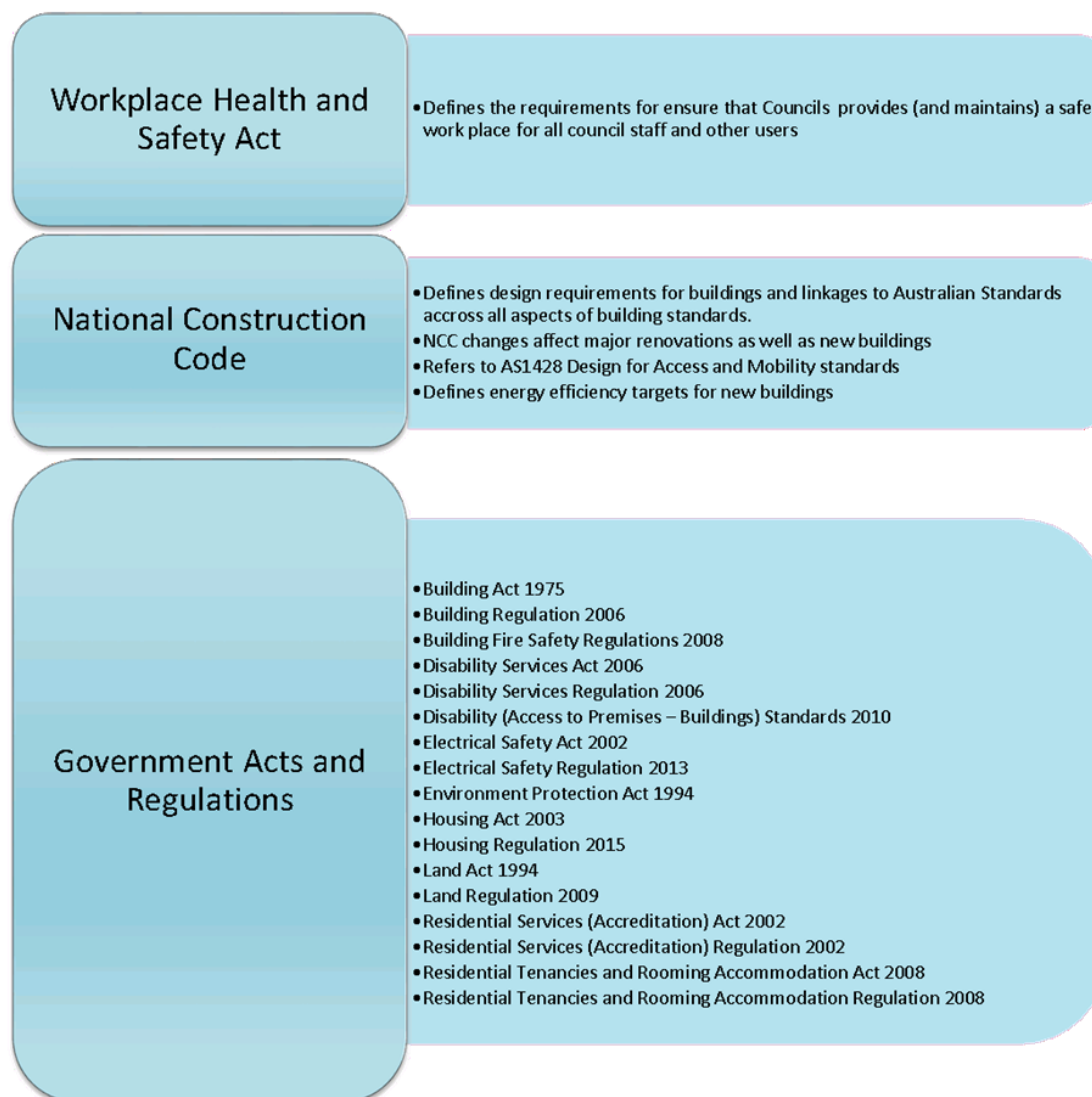 Workplace Health and
Safety Act
•Defines the requirements for ensure that Councils provides (and maintains) a safe
work place for all council staff and other users
National Construction
Code
•Defines design requirements for buildings and linkages to Australian Standards
accross all aspects of building standards.
•NCC changes affect major renovations as well as new buildings
•Refers to AS1428 Design for Access and Mobility standards
•Defines energy efficiency targets for new buildings
Government Acts and
Regulations
•Building Act 1975
•Building Regulation 2006
•Building Fire Safety Regulations 2008
•Disability Services Act 2006
•Disability Services Regulation 2006
•Disability (Access to Premises – Buildings) Standards 2010
•Electrical Safety Act 2002
•Electrical Safety Regulation 2013
•Environment Protection Act 1994
•Housing Act 2003
•Housing Regulation 2015
•Land Act 1994
•Land Regulation 2009
•Residential Services (Accreditation) Act 2002
•Residential Services (Accreditation) Regulation 2002
•Residential Tenancies and Rooming Accommodation Act 2008
•Residential Tenancies and Rooming Accommodation Regulation 2008